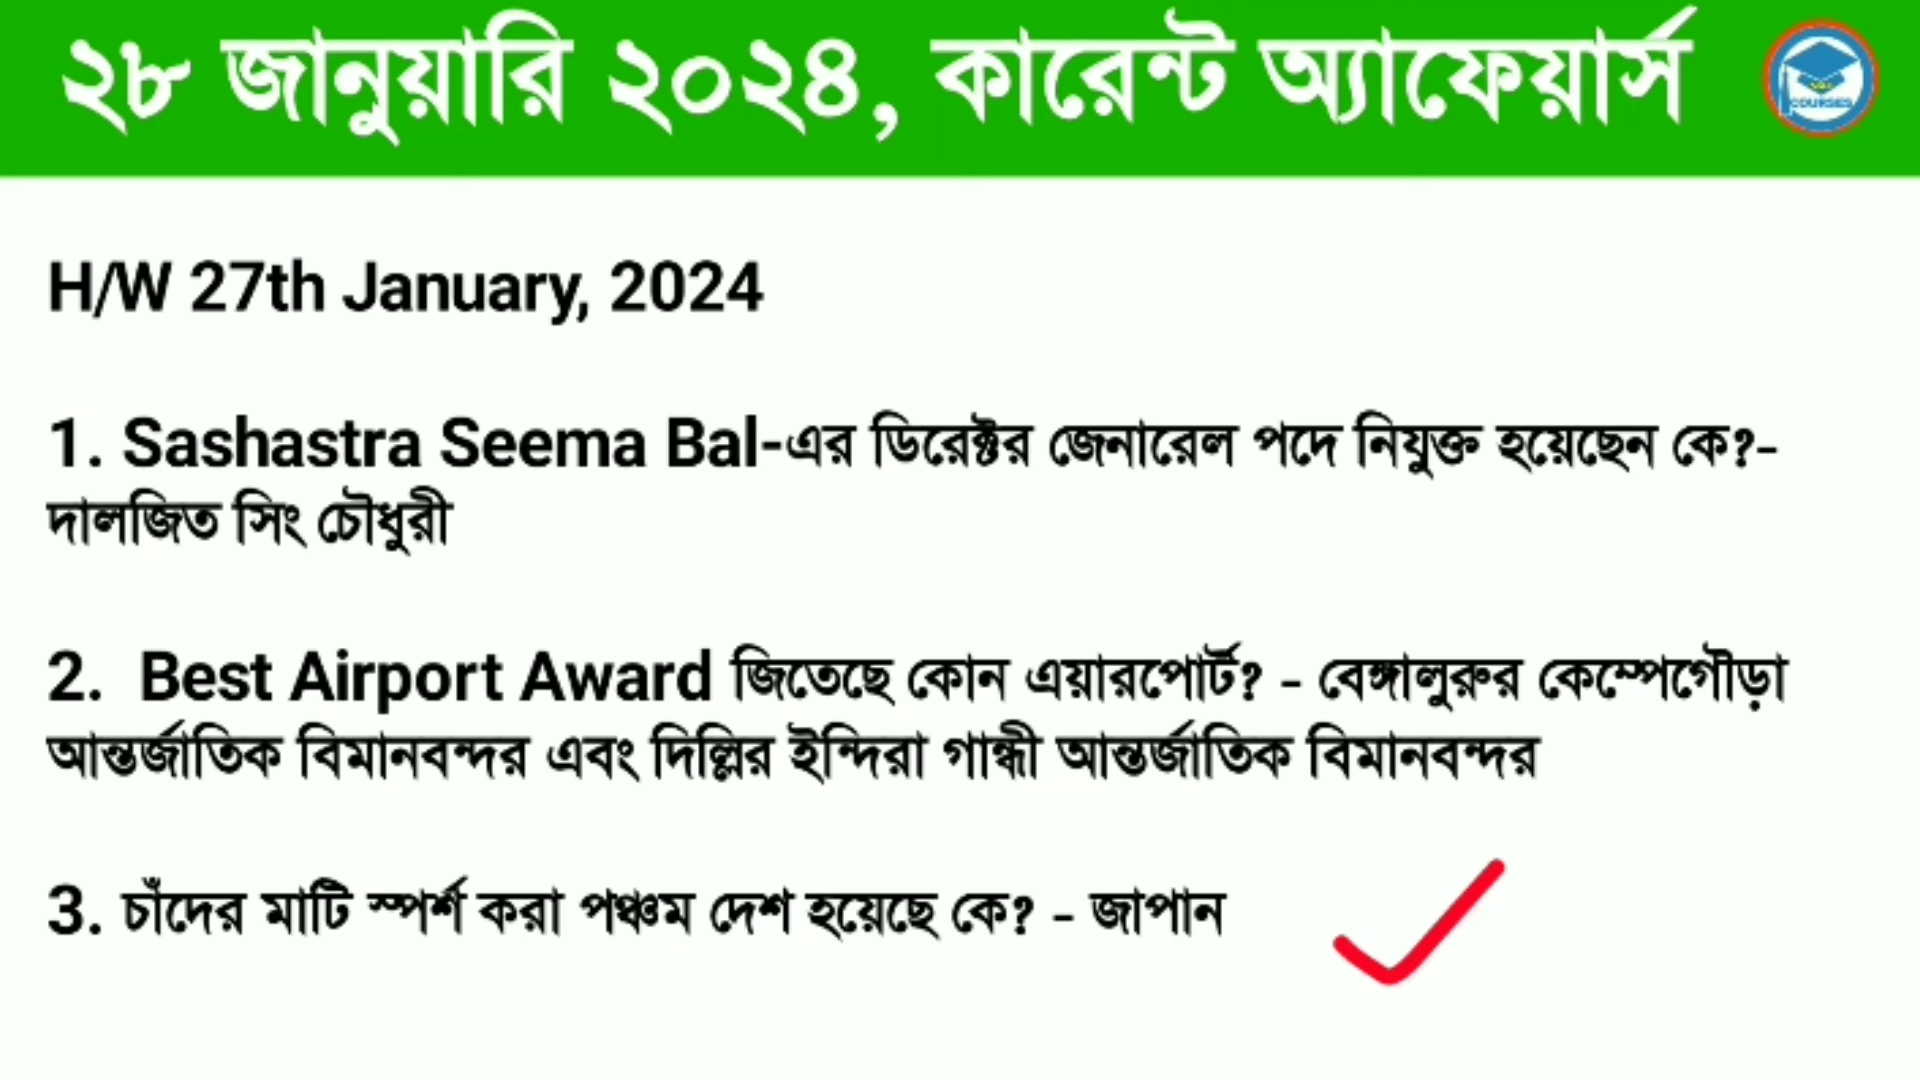 ২৮ জানুয়ারি ২০২৪, কারেন্ট অ্যাফেয়ার্স
COURSES
H/W 27th January, 2024
1. Sashastra Seema Bal-এর ডিরেক্টর জেনারেল পদে নিযুক্ত হয়েছেন কে?-
দালজিত সিং চৌধুরী
2. Best Airport Award জিতেছে কোন এয়ারপোর্ট? - বেঙ্গালুরুর কেম্পেগৌড়া
আন্তর্জাতিক বিমানবন্দর এবং দিল্লির ইন্দিরা গান্ধী আন্তর্জাতিক বিমানবন্দর
3. চাঁদের মাটি স্পর্শ করা পঞ্চম দেশ হয়েছে কে? - জাপান